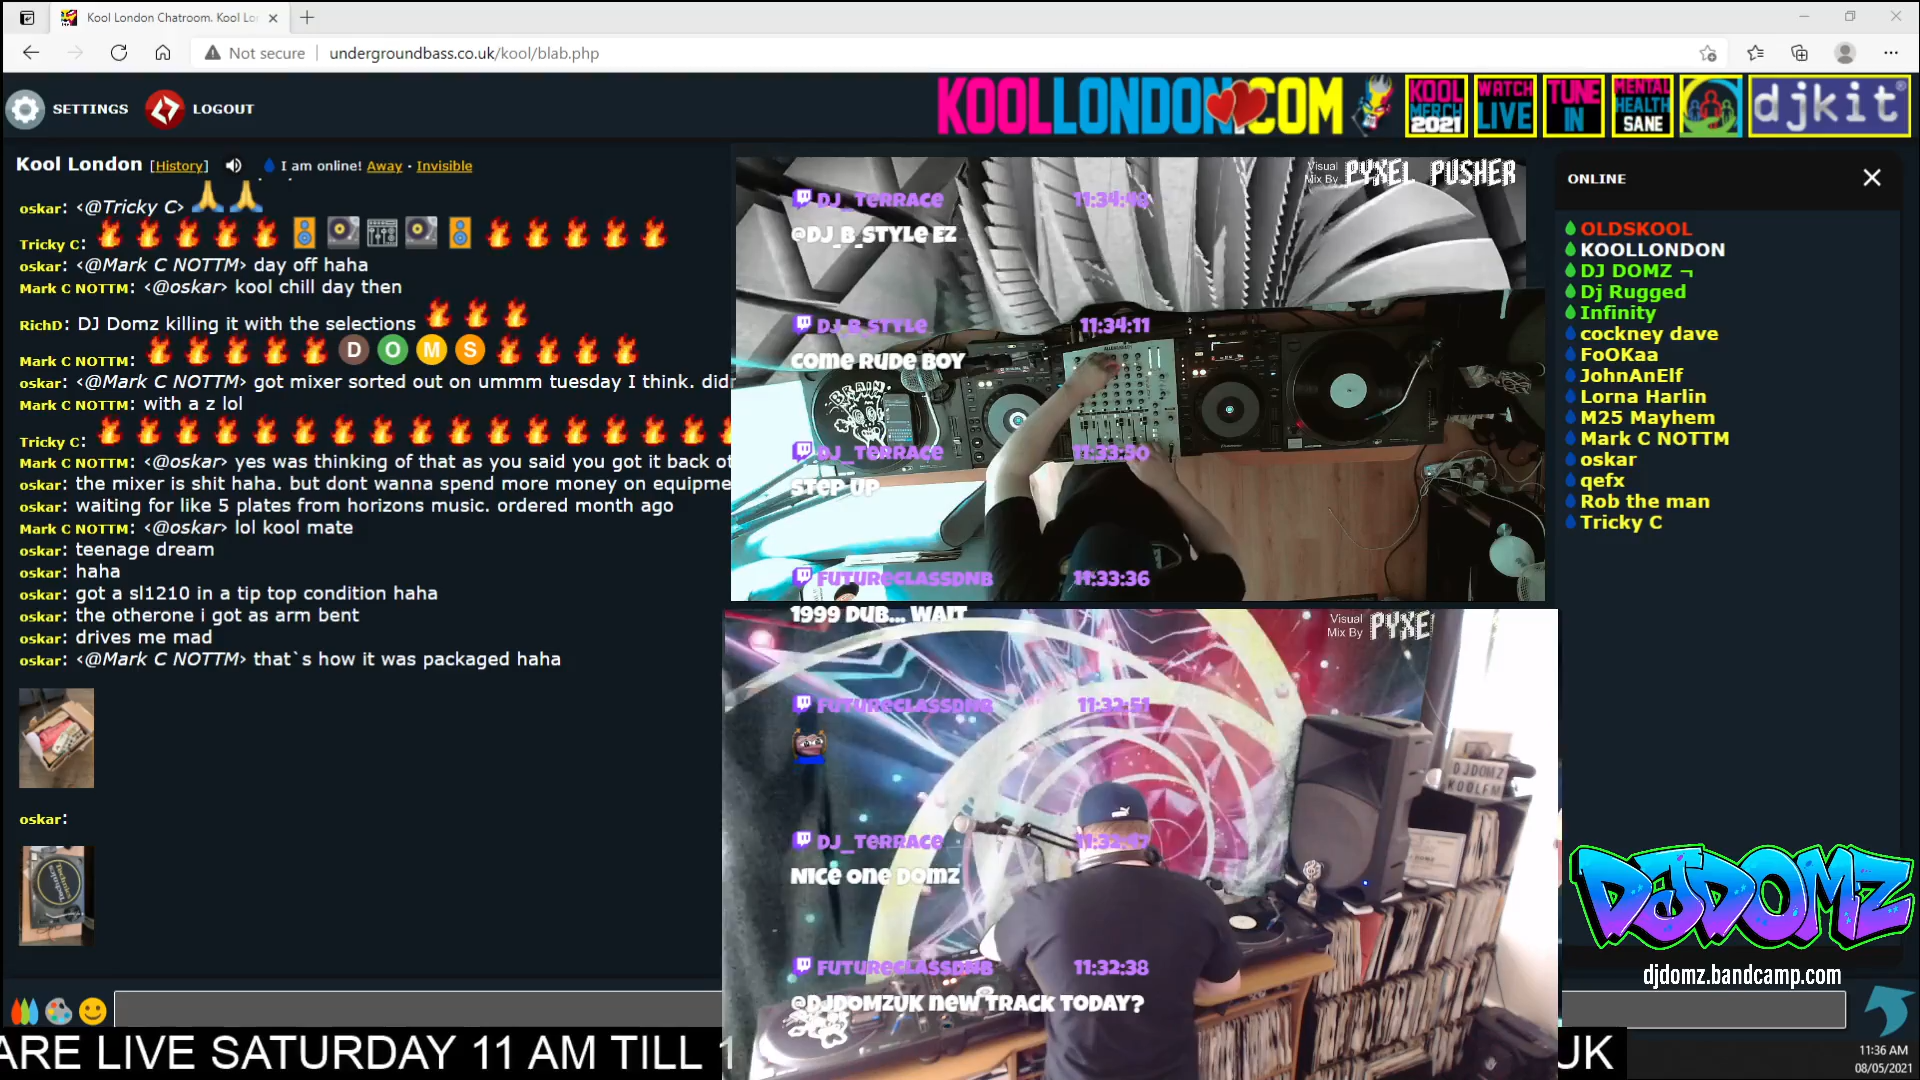 Kool London Chatroom. Kool Lo
Not secure
undergroundbass.co.uk/kool/blab.php
SETTINGS
LOGOUT
KOOLLONDON.COM
KOOL MERCH 2021
WATCH LIVE
TUNE IN
MENTAL HEALTH SANE
djkit
Kool London [History]
I am online! Away · Invisible
oskar: <@Tricky C>
Tricky C:
oskar: <@Mark C NOTTM> day off haha
Mark C NOTTM: <@oskar> kool chill day then
RichD: DJ Domz killing it with the selections
Mark C NOTTM: D O M S
oskar: <@Mark C NOTTM> got mixer sorted out on ummm tuesday I think. did
Mark C NOTTM: with a z lol
Tricky C:
Mark C NOTTM: <@oskar> yes was thinking of that as you said you got it back ot
oskar: the mixer is shit haha. but dont wanna spend more money on equipme
oskar: waiting for like 5 plates from horizons music. ordered month ago
Mark C NOTTM: <@oskar> lol kool mate
oskar: teenage dream
oskar: haha
oskar: got a sl1210 in a tip top condition haha
oskar: the otherone i got as arm bent
oskar: drives me mad
oskar: <@Mark C NOTTM> that`s how it was packaged haha
oskar:
Visual Mix By PYXEL PUSHER
DJ_Terrace 11:34:48
@DJ_B_STYLE EZ
DJ_B_STYLE 11:34:11
COME RUDE BOY
DJ_Terrace 11:33:50
STEP UP
FUTURECLASSDNB 11:33:36
1999 DUB... WAIT
Visual Mix By PYXE
FUTURECLASSDNB 11:32:51
DJ_Terrace 11:32:47
NICE ONE DOMZ
FUTURECLASSDNB 11:32:38
@DJDOMZUK NEW TRACK TODAY?
BRAIN
DJDOMZ
KOOLFM
ONLINE
OLDSKOOL
KOOLLONDON
DJ DOMZ ¬
Dj Rugged
Infinity
cockney dave
FoOKaa
JohnAnElf
Lorna Harlin
M25 Mayhem
Mark C NOTTM
oskar
qefx
Rob the man
Tricky C
DJDOMZ
djdomz.bandcamp.com
ARE LIVE SATURDAY 11 AM TILL 1
UK
11:36 AM
08/05/2021